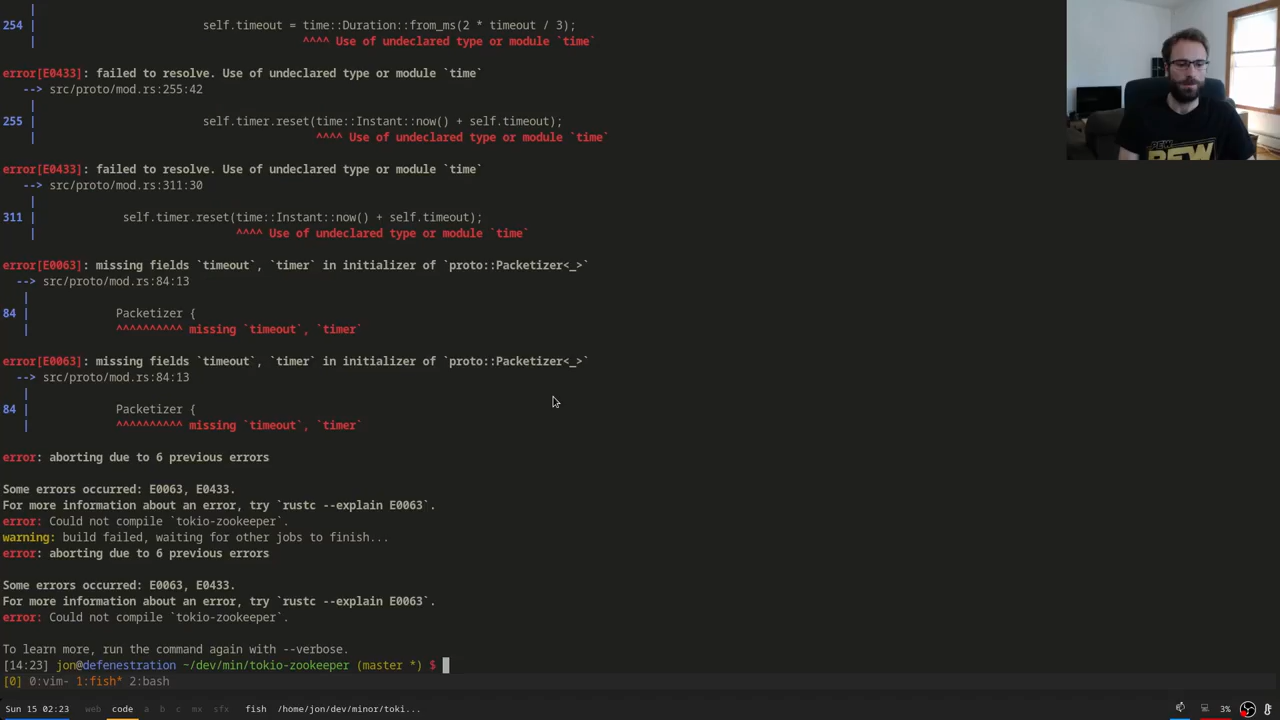 |
254 |                         self.timeout = time::Duration::from_ms(2 * timeout / 3);
|                                        ^^^^ Use of undeclared type or module `time`
error[E0433]: failed to resolve. Use of undeclared type or module `time`
--> src/proto/mod.rs:255:42
|
255 |                         self.timer.reset(time::Instant::now() + self.timeout);
|                                          ^^^^ Use of undeclared type or module `time`
error[E0433]: failed to resolve. Use of undeclared type or module `time`
--> src/proto/mod.rs:311:30
|
311 |             self.timer.reset(time::Instant::now() + self.timeout);
|                              ^^^^ Use of undeclared type or module `time`
error[E0063]: missing fields `timeout`, `timer` in initializer of `proto::Packetizer<_>`
--> src/proto/mod.rs:84:13
|
84 |             Packetizer {
|             ^^^^^^^^^^ missing `timeout`, `timer`
error[E0063]: missing fields `timeout`, `timer` in initializer of `proto::Packetizer<_>`
--> src/proto/mod.rs:84:13
|
84 |             Packetizer {
|             ^^^^^^^^^^ missing `timeout`, `timer`
error: aborting due to 6 previous errors
Some errors occurred: E0063, E0433.
For more information about an error, try `rustc --explain E0063`.
error: Could not compile `tokio-zookeeper`.
warning: build failed, waiting for other jobs to finish...
error: aborting due to 6 previous errors
Some errors occurred: E0063, E0433.
For more information about an error, try `rustc --explain E0063`.
error: Could not compile `tokio-zookeeper`.
To learn more, run the command again with --verbose.
[14:23] jon@defenestration ~/dev/min/tokio-zookeeper (master *) $
[0] 0:vim- 1:fish* 2:bash
Sun 15 02:23 web code a b c mx sfx fish /home/jon/dev/minor/toki... 3%